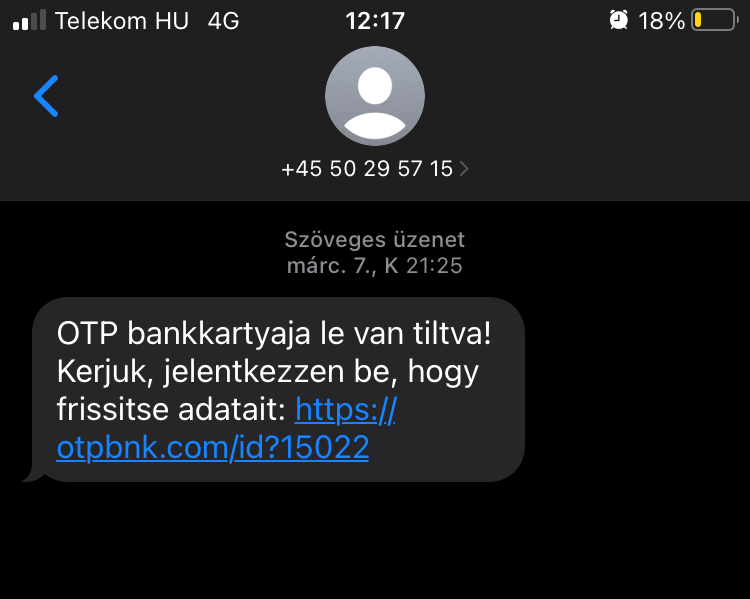 Telekom HU 4G 12:17 18%
+45 50 29 57 15
Szöveges üzenet
márc. 7., K 21:25
OTP bankkartyaja le van tiltva!
Kerjuk, jelentkezzen be, hogy
frissitse adatait: https://
otpbnk.com/id?15022